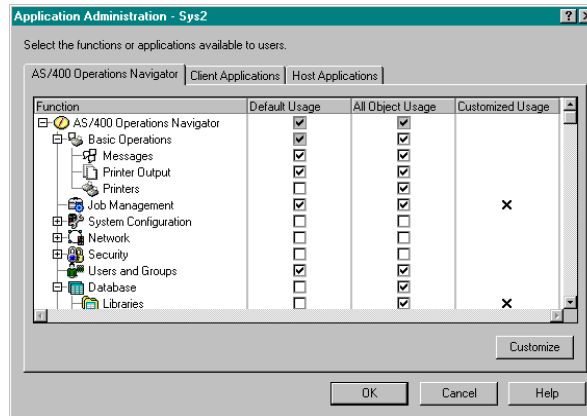 Application Administration - Sys2
Select the functions or applications available to users.
AS/400 Operations Navigator Client Applications Host Applications
Function Default Usage All Object Usage Customized Usage
AS/400 Operations Navigator
Basic Operations
Messages
Printer Output
Printers
Job Management
System Configuration
Network
Security
Users and Groups
Database
Libraries
Customize
OK Cancel Help